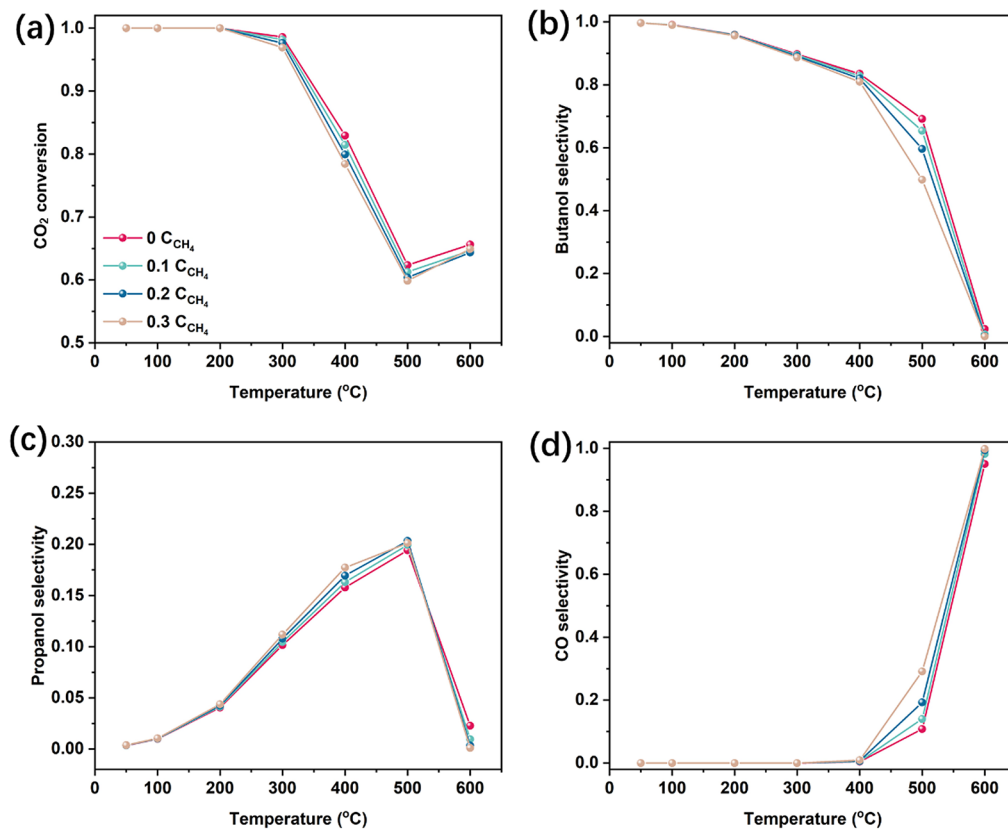 (a)
1.0
0.9
0.8
0.7
0.6
0.5
CO₂ conversion
0 C_CH₄
0.1 C_CH₄
0.2 C_CH₄
0.3 C_CH₄
0 100 200 300 400 500 600
Temperature (°C)
(b)
1.0
0.8
0.6
0.4
0.2
0.0
Butanol selectivity
0 100 200 300 400 500 600
Temperature (°C)
(c)
0.30
0.25
0.20
0.15
0.10
0.05
0.00
Propanol selectivity
0 100 200 300 400 500 600
Temperature (°C)
(d)
1.0
0.8
0.6
0.4
0.2
0.0
CO selectivity
0 100 200 300 400 500 600
Temperature (°C)